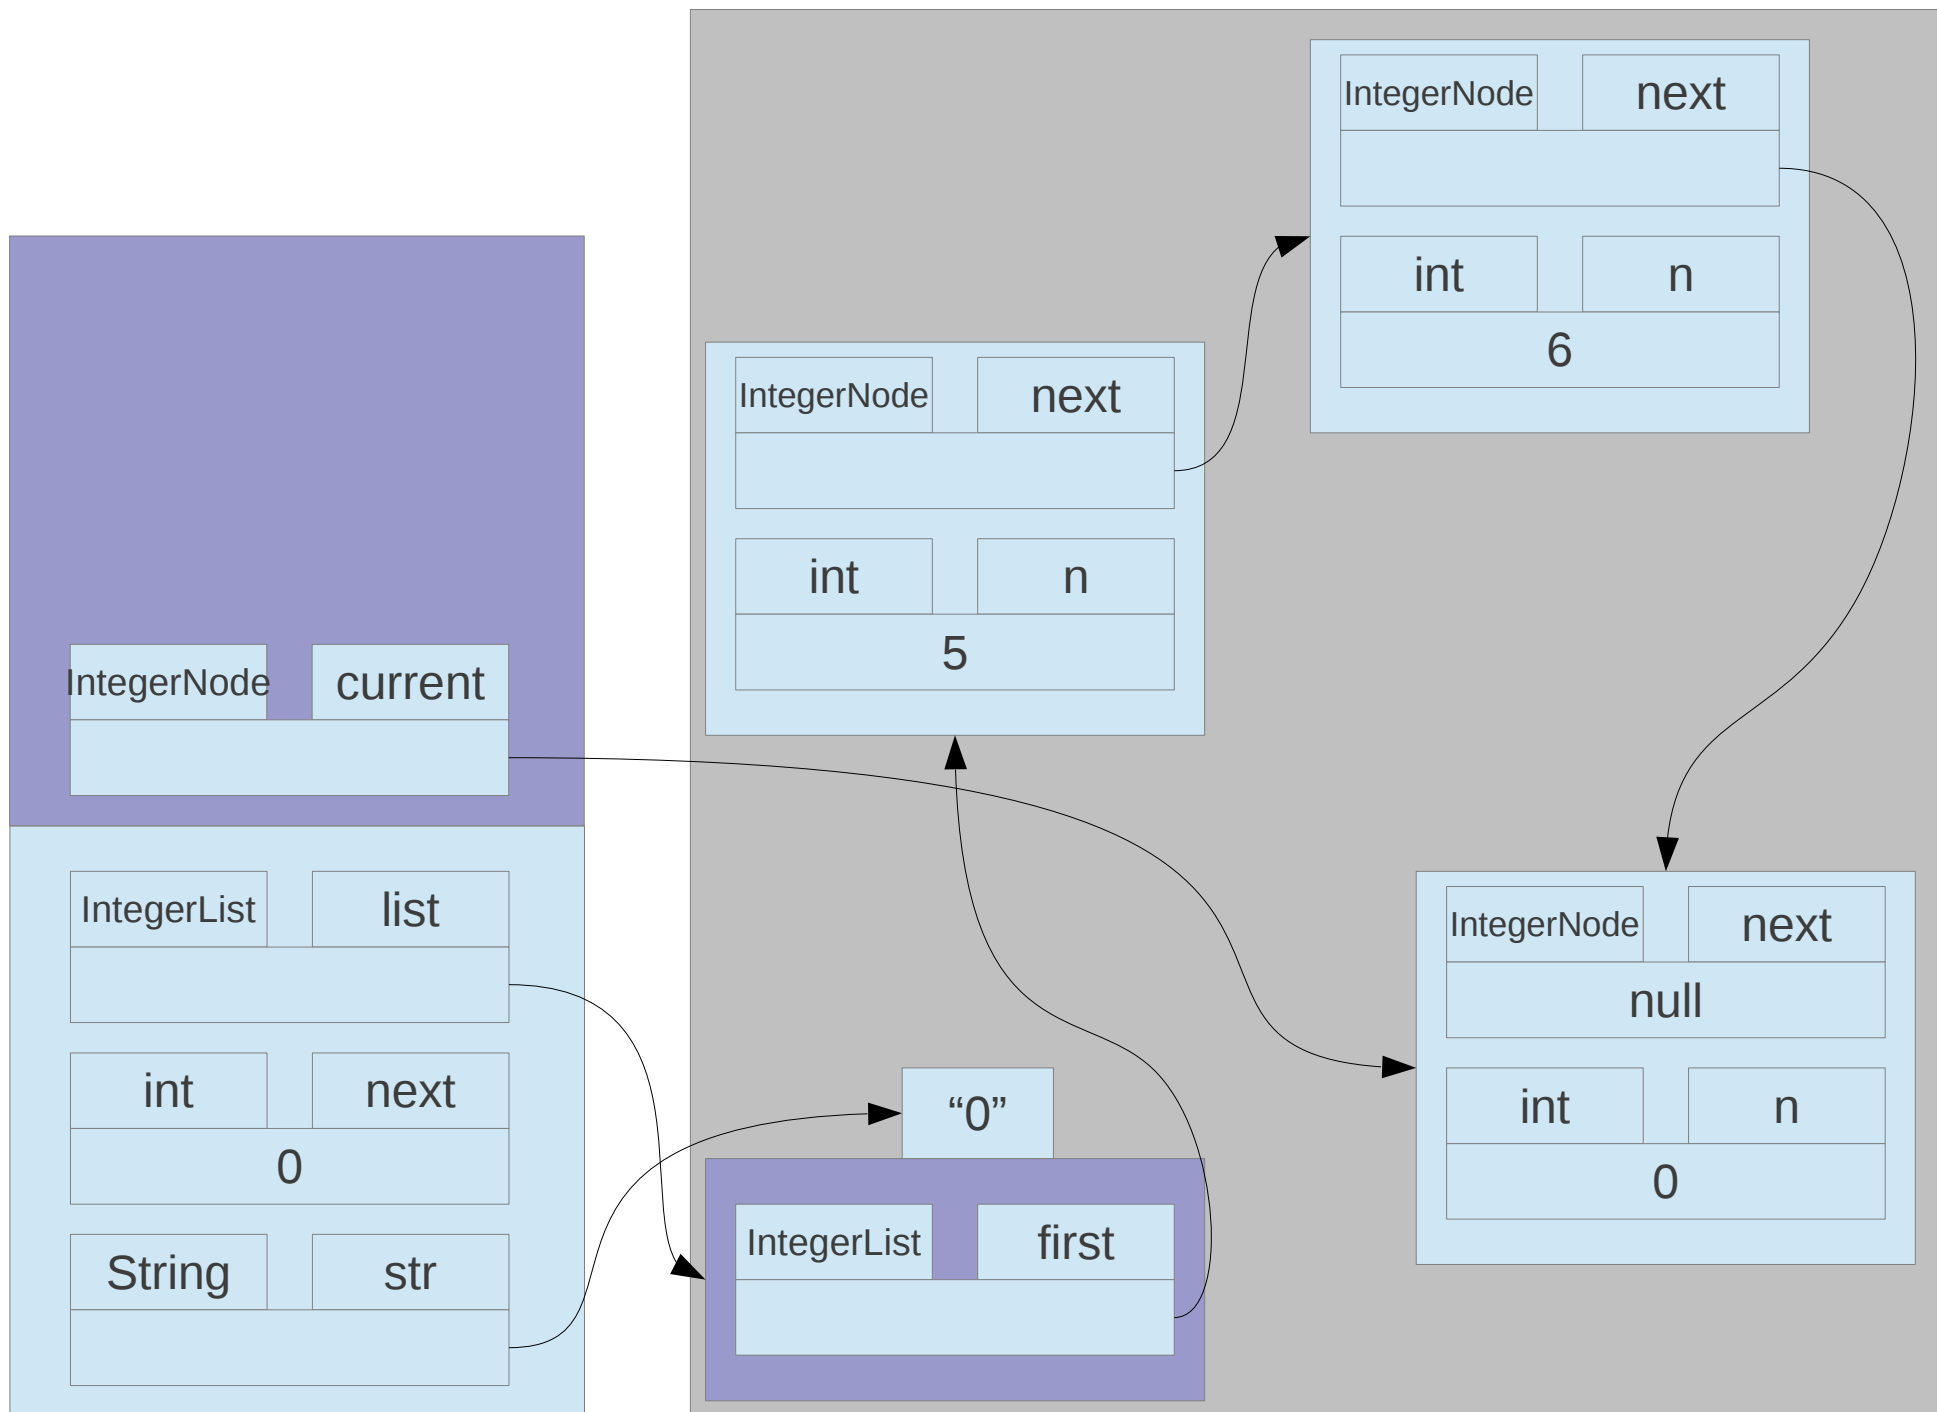 IntegerNode next
int n
6
IntegerNode next
int n
5
IntegerNode current
IntegerList list
int next
0
String str
“0”
IntegerList first
IntegerNode next
null
int n
0